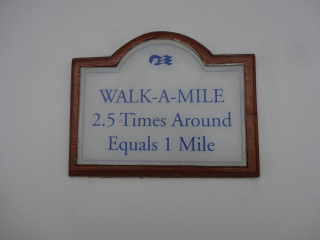 WALK-A-MILE
2.5 Times Around
Equals 1 Mile